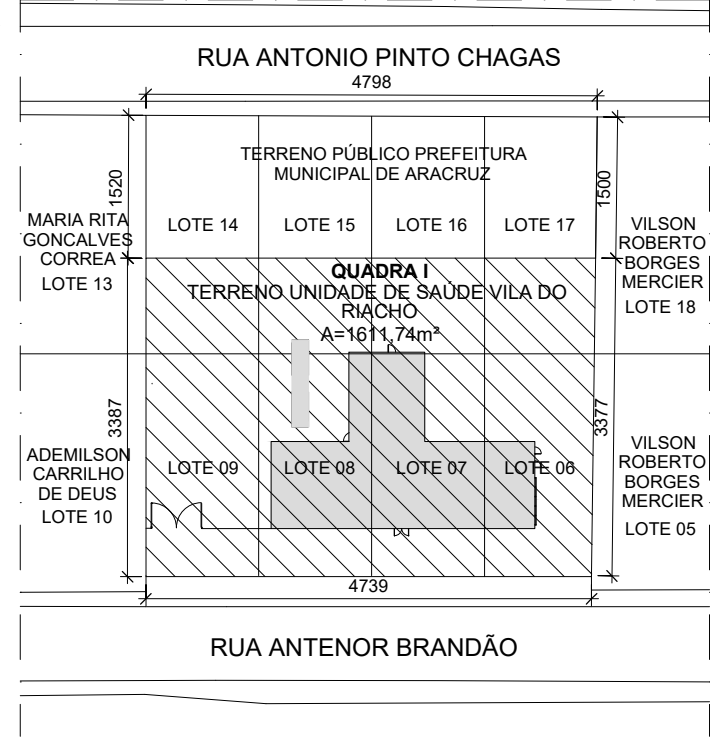 RUA ANTONIO PINTO CHAGAS
4798
TERRENO PÚBLICO PREFEITURA
MUNICIPAL DE ARACRUZ
1520
1500
MARIA RITA
GONCALVES
CORREA
LOTE 13
LOTE 14
LOTE 15
LOTE 16
LOTE 17
VILSON
ROBERTO
BORGES
MERCIER
LOTE 18
QUADRA I
TERRENO UNIDADE DE SAÚDE VILA DO
RIACHO
A=1611,74m²
3387
3377
ADEMILSON
CARRILHO
DE DEUS
LOTE 10
LOTE 09
LOTE 08
LOTE 07
LOTE 06
VILSON
ROBERTO
BORGES
MERCIER
LOTE 05
4739
RUA ANTENOR BRANDÃO